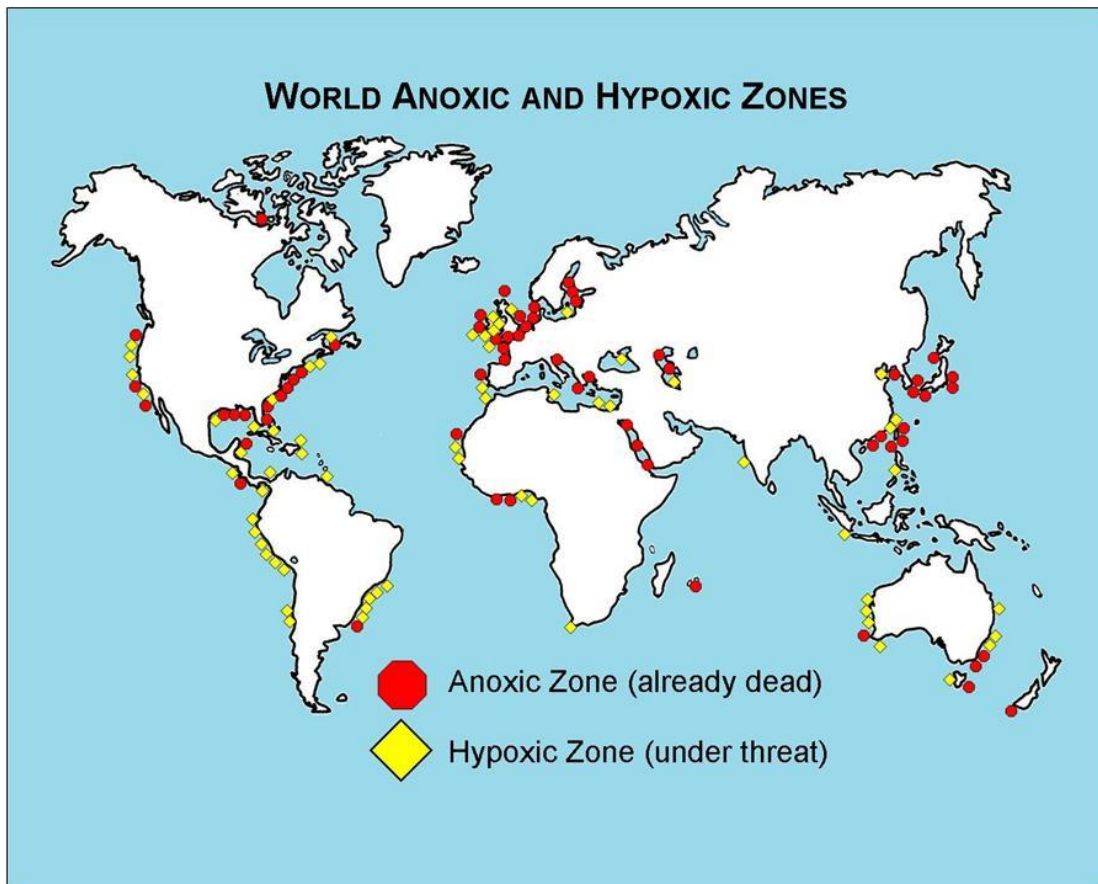 WORLD ANOXIC AND HYPOXIC ZONES
Anoxic Zone (already dead)
Hypoxic Zone (under threat)